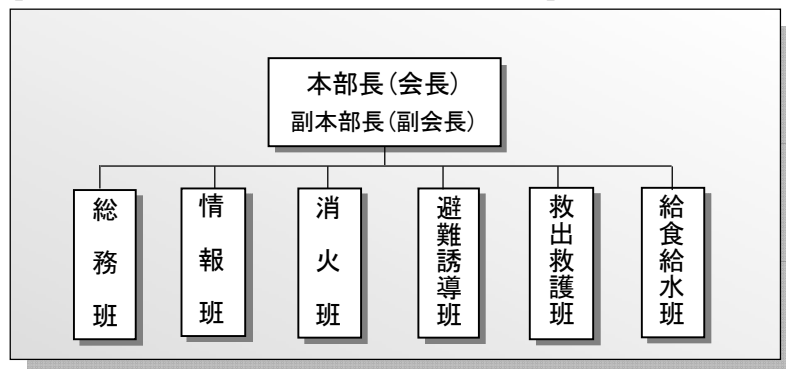 本部長(会長)
副本部長(副会長)
総務班
情報班
消火班
避難誘導班
救出救護班
給食給水班